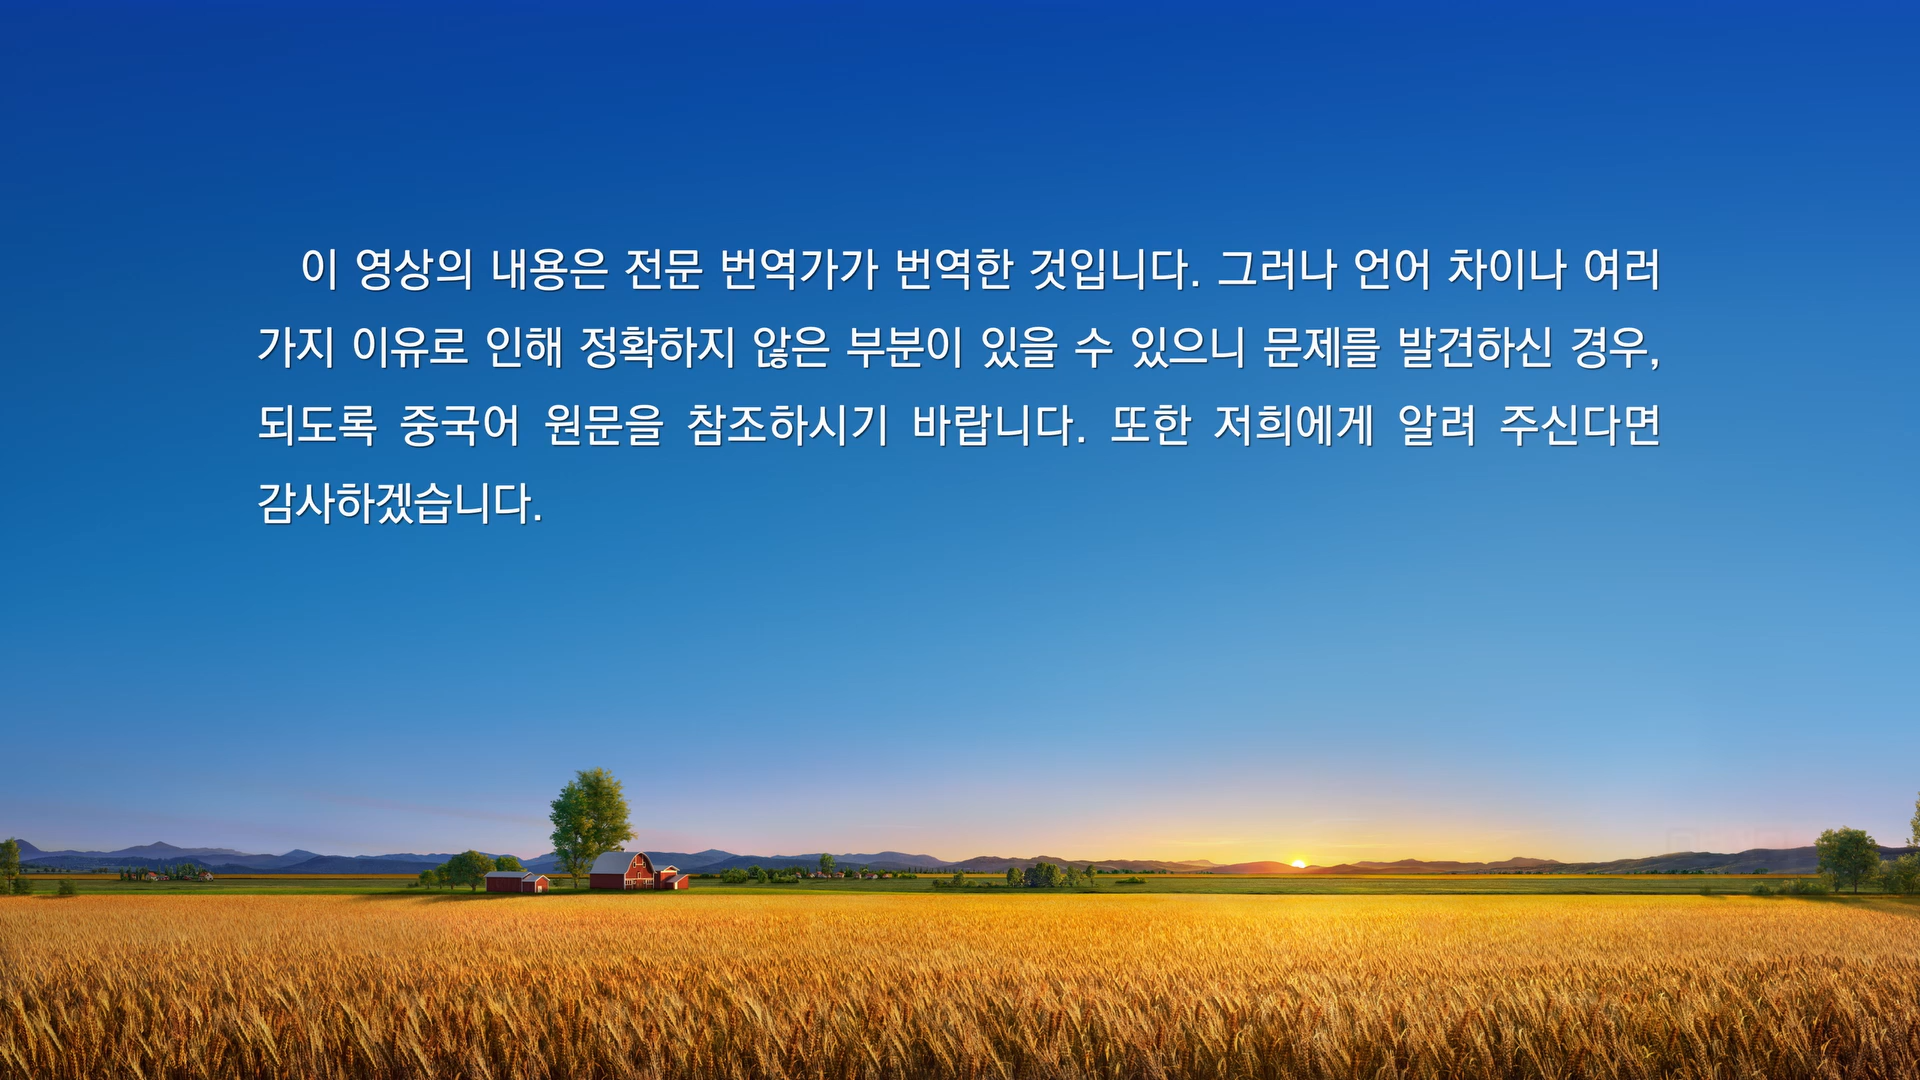 이 영상의 내용은 전문 번역가가 번역한 것입니다. 그러나 언어 차이나 여러
가지 이유로 인해 정확하지 않은 부분이 있을 수 있으니 문제를 발견하신 경우,
되도록 중국어 원문을 참조하시기 바랍니다. 또한 저희에게 알려 주신다면
감사하겠습니다.